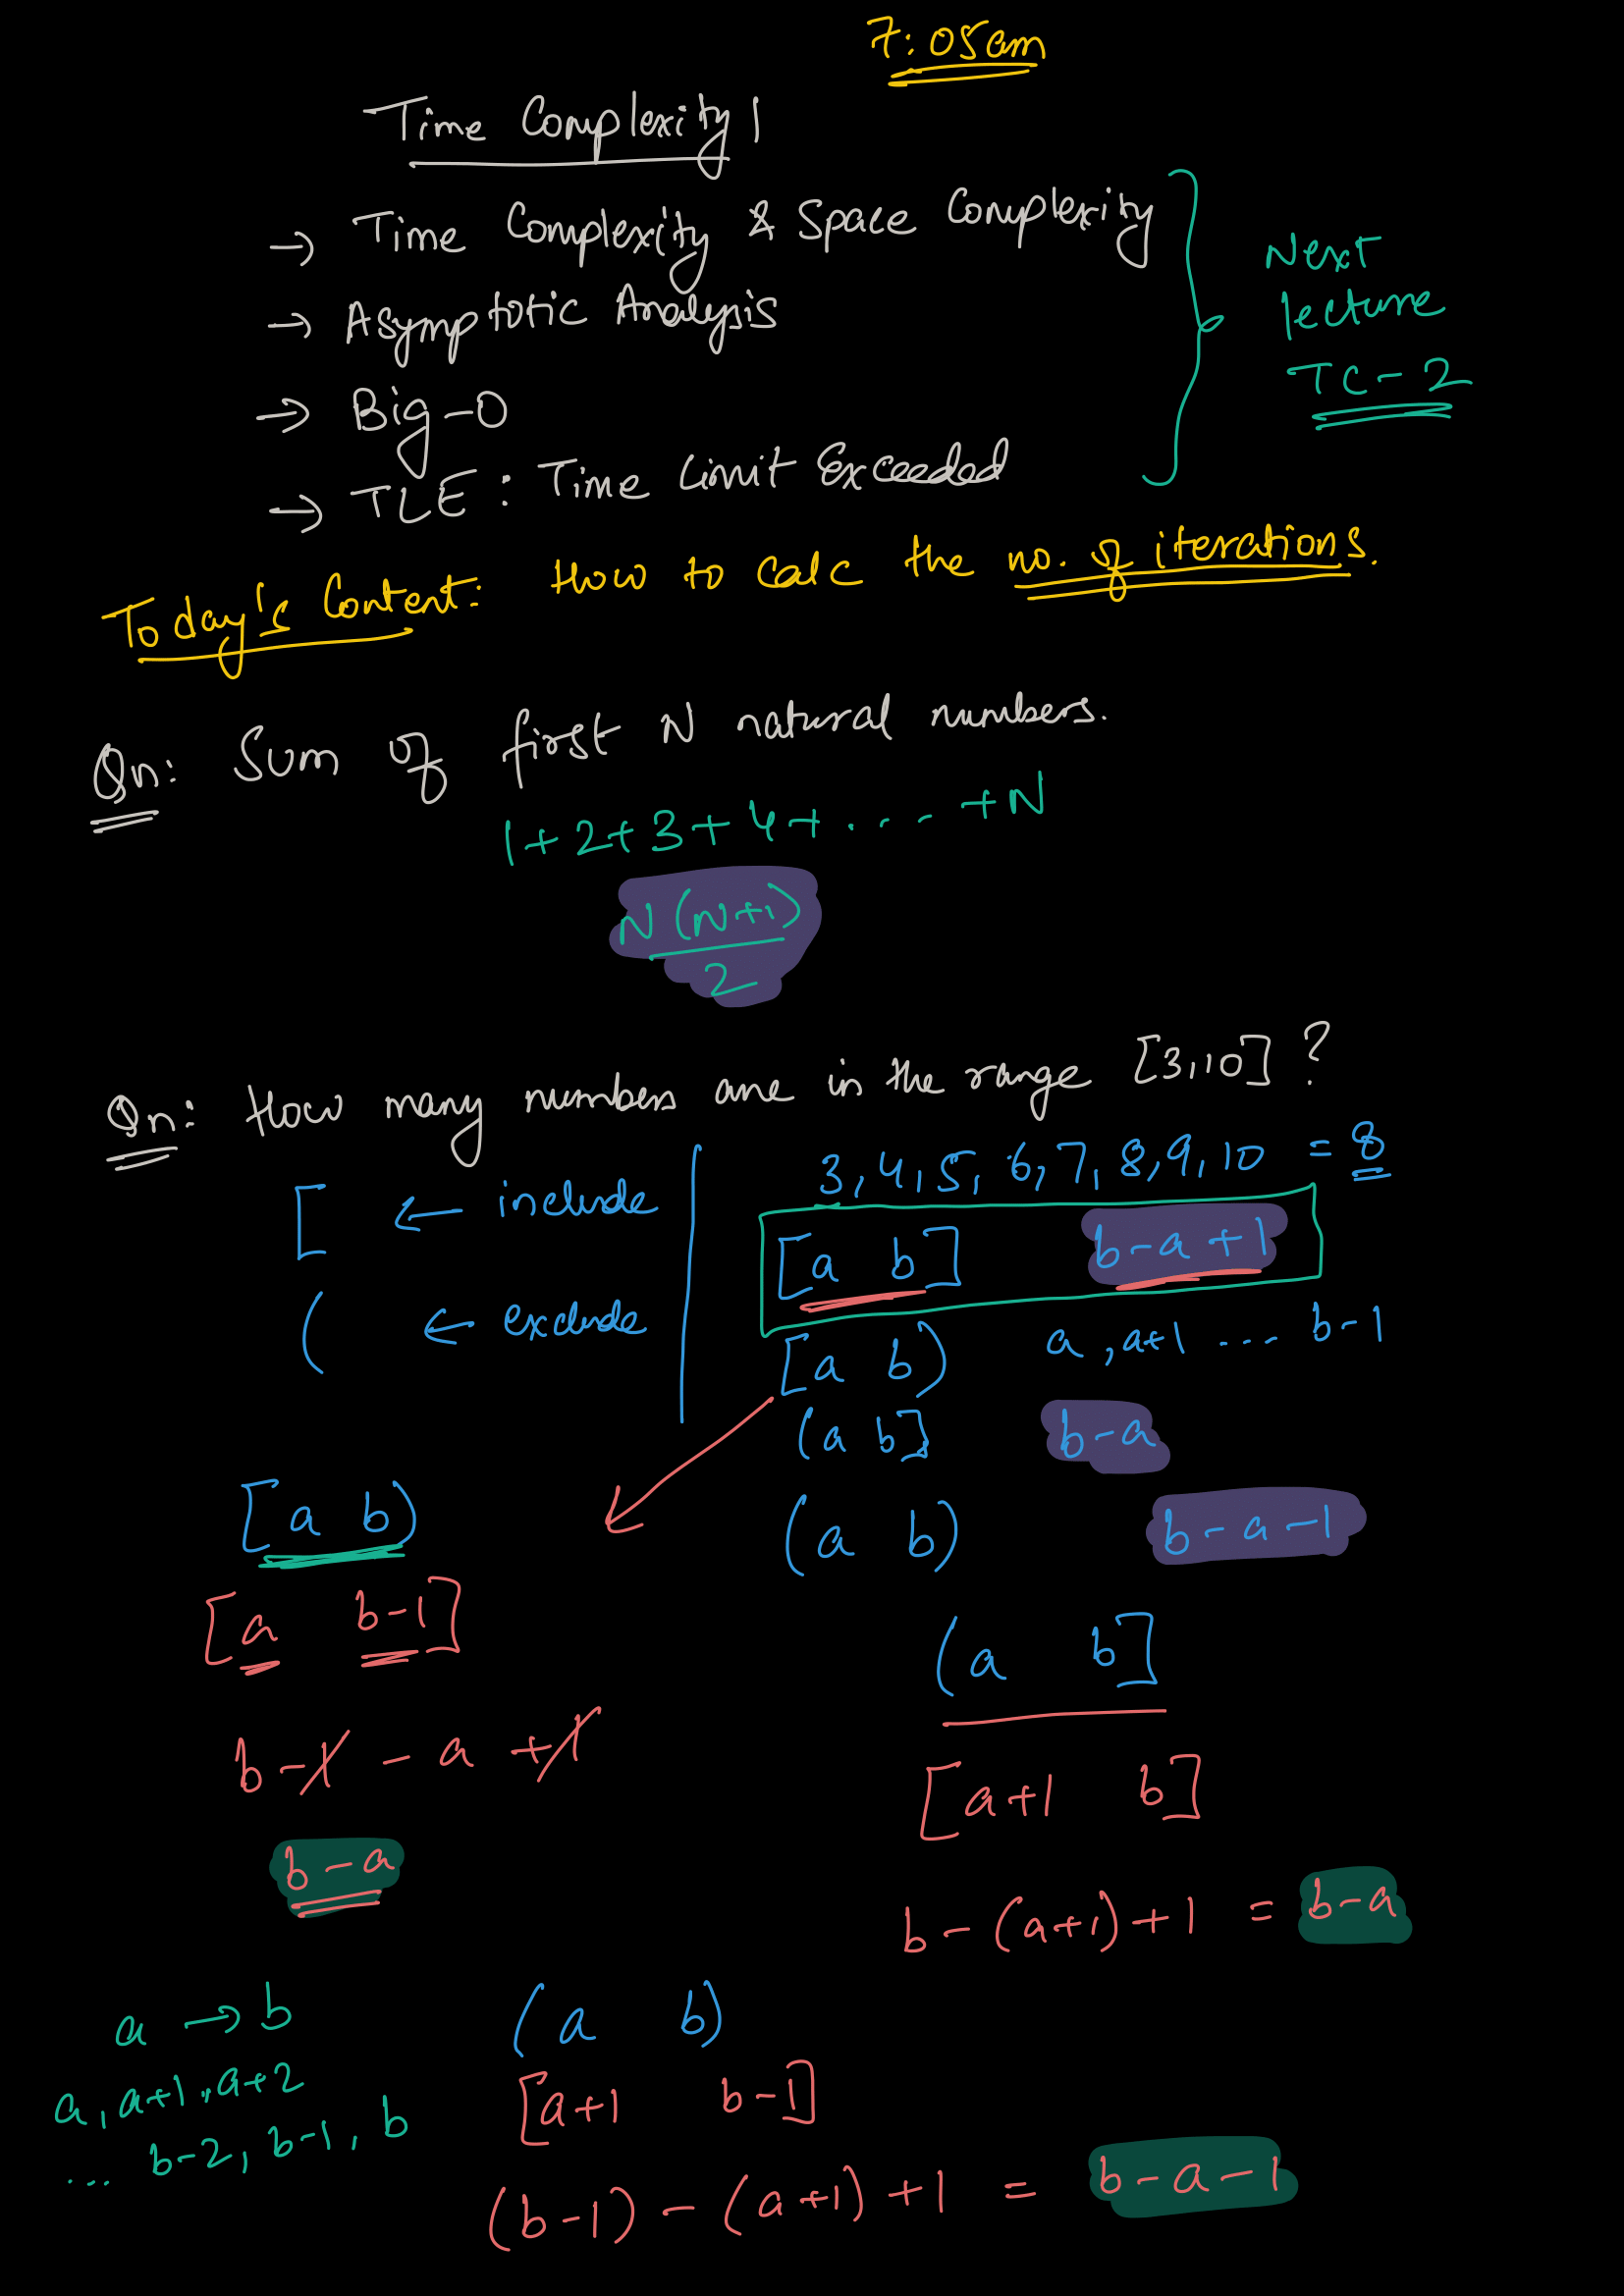 7:05am
Time Complexity 1
→ Time Complexity & Space Complexity
→ Asymptotic Analysis
→ Big-O
→ TLE : Time Limit Exceeded
Next
lecture
TC-2
Today's Content: How to calc the no. of iterations.
Qn: Sum of first N natural numbers.
1+2+3+4+.... +N
N(N+1)
2
Qn: How many numbers are in the range [3,10] ?
[ ← include
( ← exclude
3,4,5,6,7,8,9,10 = 8
[a b] b-a+1
[a b) a,a+1 .... b-1
(a b] b-a
(a b) b-a-1
[a b)
[a b-1]
b-1 - a +1
b-a
(a b]
[a+1 b]
b-(a+1)+1 = b-a
a → b
a, a+1, a+2
... b-2, b-1, b
(a b)
[a+1 b-1]
(b-1) - (a+1) +1 = b-a-1